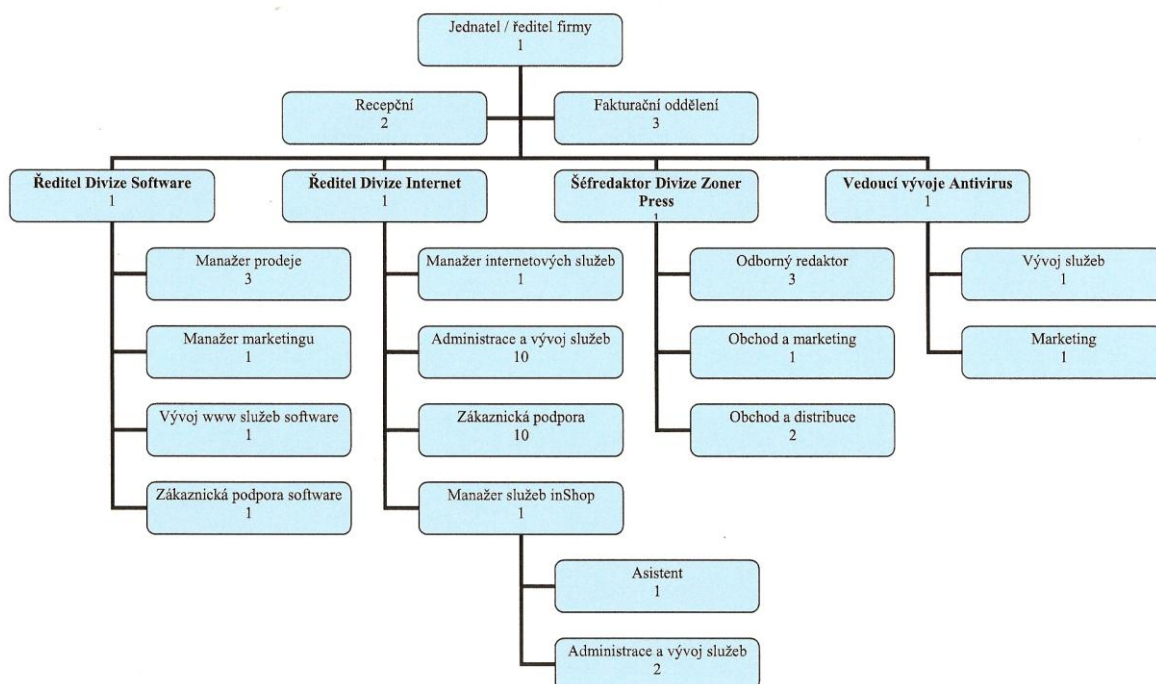 Jednatel / ředitel firmy
1
Recepční
2
Fakturační oddělení
3
Ředitel Divize Software
1
Ředitel Divize Internet
1
Šéfredaktor Divize Zoner
Press
1
Vedoucí vývoje Antivirus
1
Manažer prodeje
3
Manažer marketingu
1
Vývoj www služeb software
1
Zákaznická podpora software
1
Manažer internetových služeb
1
Administrace a vývoj služeb
10
Zákaznická podpora
10
Manažer služeb inShop
1
Asistent
1
Administrace a vývoj služeb
2
Odborný redaktor
3
Obchod a marketing
1
Obchod a distribuce
2
Vývoj služeb
1
Marketing
1